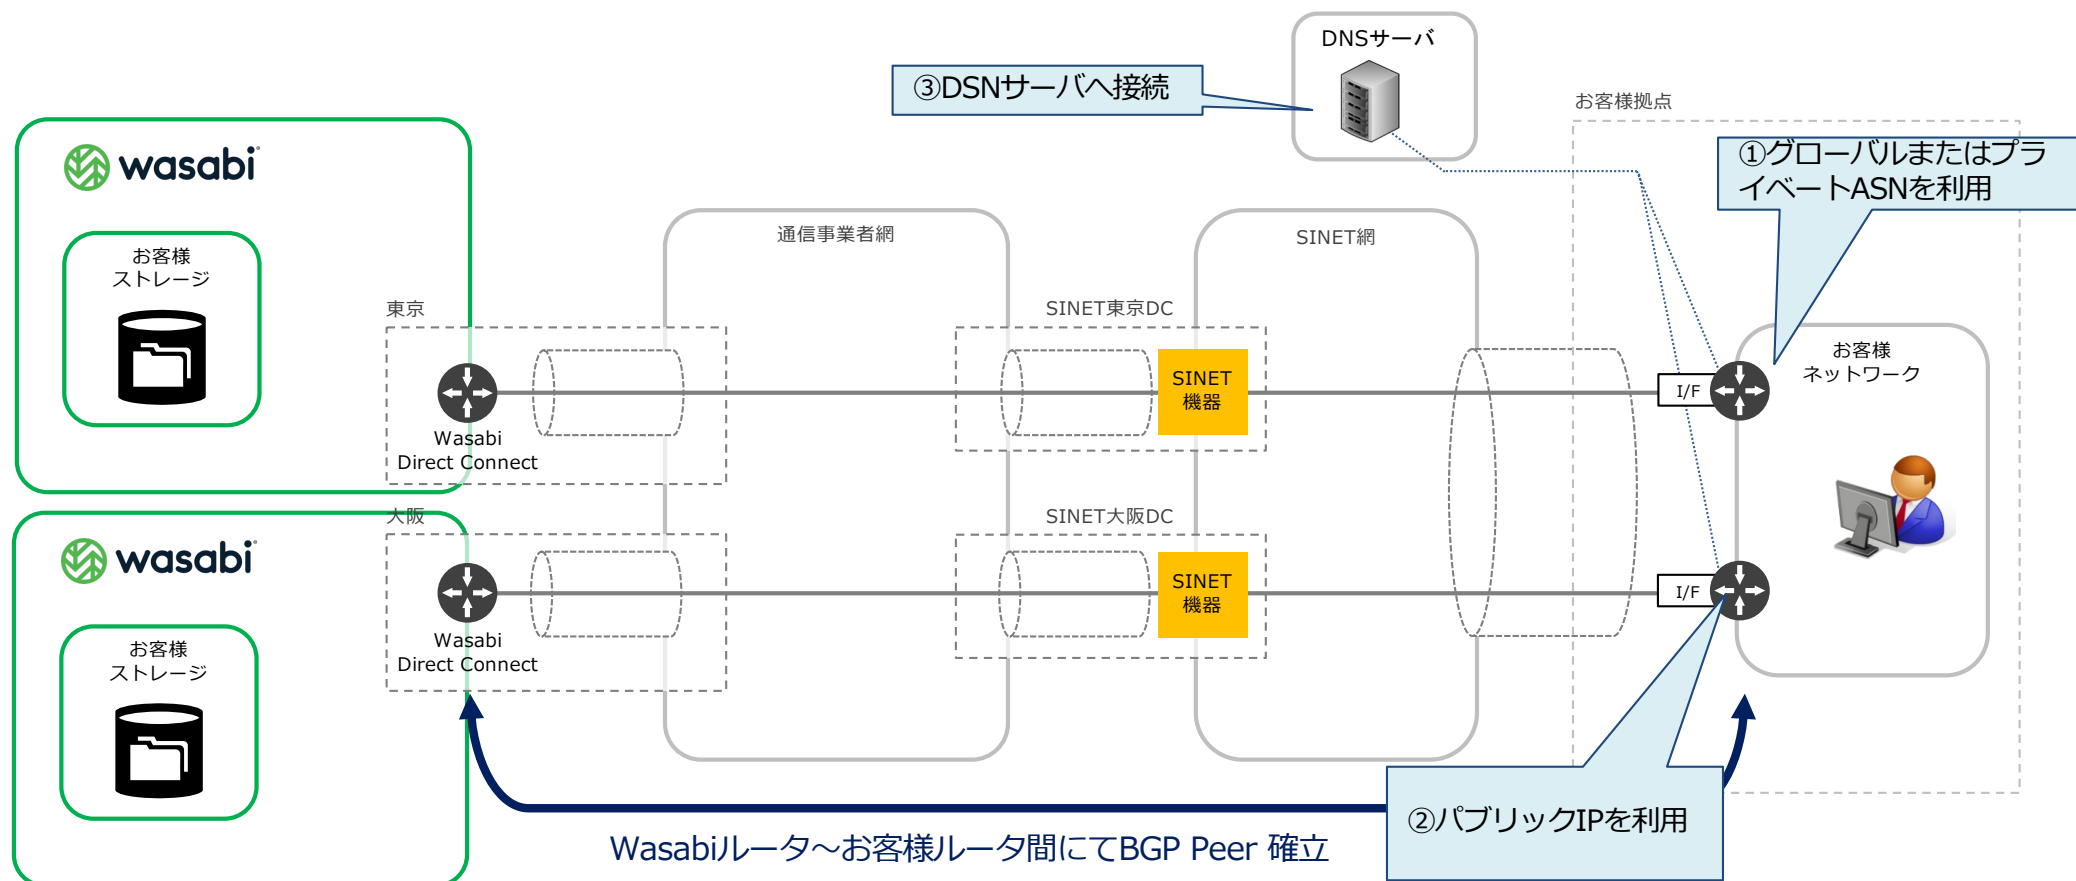 DNSサーバ
③DSNサーバへ接続
お客様拠点
①グローバルまたはプラ
イベートASNを利用
wasabi
お客様
ストレージ
通信事業者網
SINET網
東京
SINET東京DC
Wasabi
Direct Connect
SINET
機器
I/F
お客様
ネットワーク
大阪
SINET大阪DC
wasabi
お客様
ストレージ
Wasabi
Direct Connect
SINET
機器
I/F
②パブリックIPを利用
Wasabiルータ～お客様ルータ間にてBGP Peer 確立